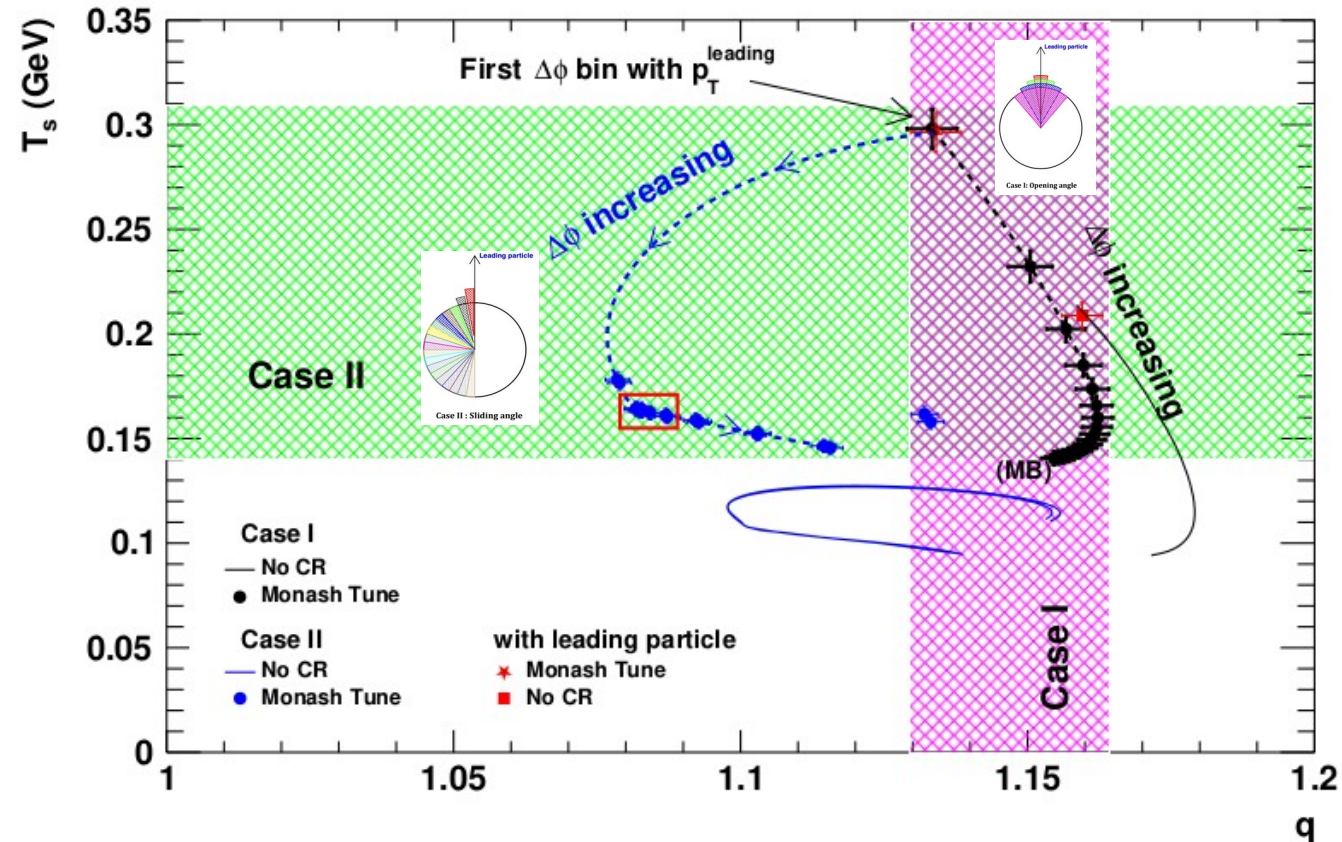 T_s (GeV)
0.35
0.3
0.25
0.2
0.15
0.1
0.05
0
First Δϕ bin with p_T^leading
Leading particle
Case I: Opening angle
Δϕ increasing
Δϕ increasing
Leading particle
Case II : Sliding angle
Case II
(MB)
Case I
No CR
Monash Tune
Case II
No CR
Monash Tune
with leading particle
Monash Tune
No CR
Case I
1
1.05
1.1
1.15
1.2
q